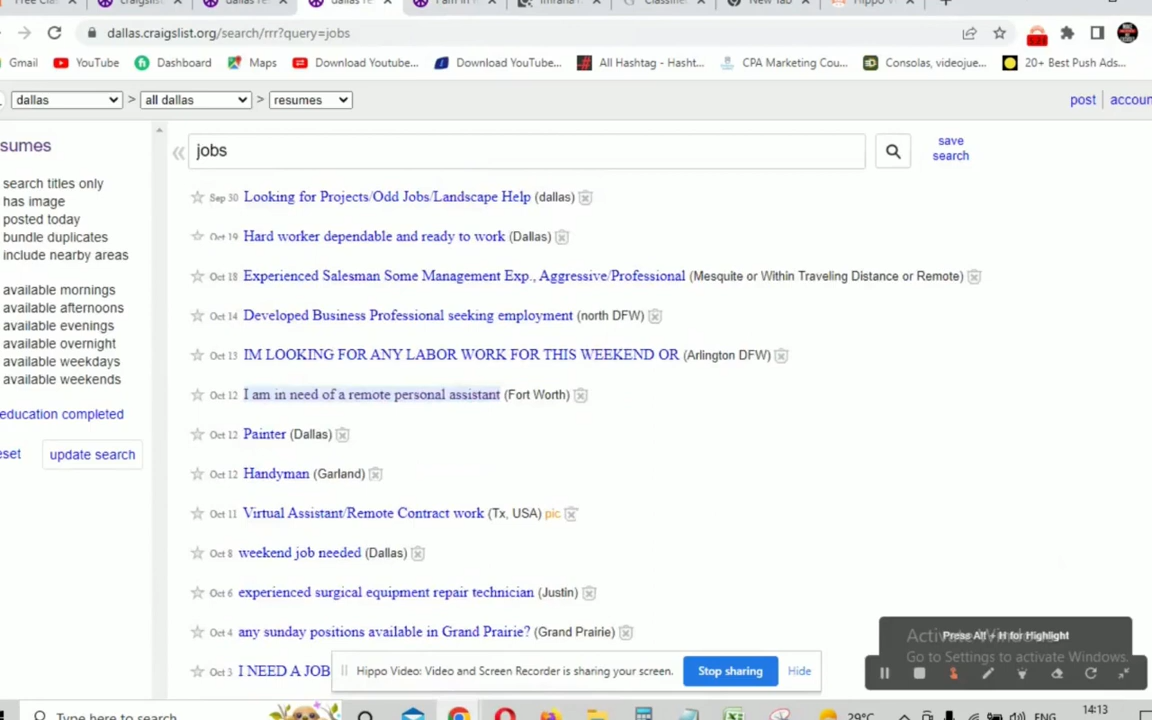 craigslist
dallas.craigslist.org/search/rrr?query=jobs
Gmail YouTube Dashboard Maps Download Youtube... Download YouTube... All Hashtag - Hasht... CPA Marketing Cou... Consolas, videojue... 20+ Best Push Ads...
dallas > all dallas > resumes post accoun
sumes
search titles only
has image
posted today
bundle duplicates
include nearby areas
available mornings
available afternoons
available evenings
available overnight
available weekdays
available weekends
education completed
eset update search
jobs
save
search
Sep 30 Looking for Projects/Odd Jobs/Landscape Help (dallas)
Oct 19 Hard worker dependable and ready to work (Dallas)
Oct 18 Experienced Salesman Some Management Exp., Aggressive/Professional (Mesquite or Within Traveling Distance or Remote)
Oct 14 Developed Business Professional seeking employment (north DFW)
Oct 13 IM LOOKING FOR ANY LABOR WORK FOR THIS WEEKEND OR (Arlington DFW)
Oct 12 I am in need of a remote personal assistant (Fort Worth)
Oct 12 Painter (Dallas)
Oct 12 Handyman (Garland)
Oct 11 Virtual Assistant/Remote Contract work (Tx, USA) pic
Oct 8 weekend job needed (Dallas)
Oct 6 experienced surgical equipment repair technician (Justin)
Oct 4 any sunday positions available in Grand Prairie? (Grand Prairie)
Oct 3 I NEED A JOB
Hippo Video: Video and Screen Recorder is sharing your screen. Stop sharing Hide
Press Alt + H for Highlight
Go to Settings to activate Windows.
Type here to search 29°C ENG 14:13